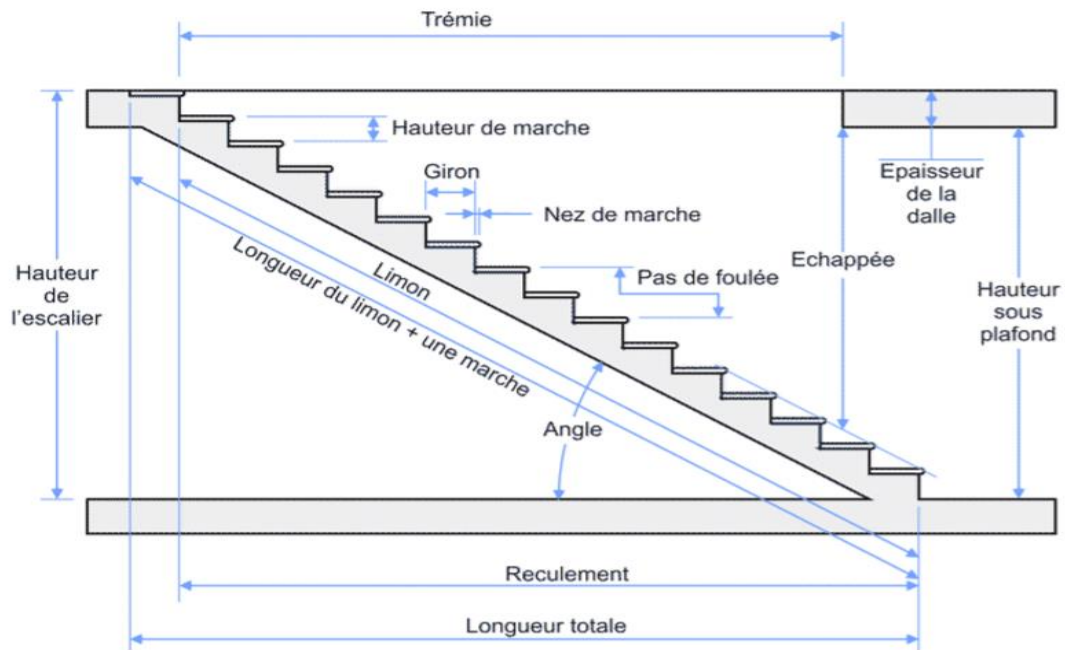 Trémie
Hauteur de marche
Giron
Nez de marche
Epaisseur
de la
dalle
Hauteur
de
l'escalier
Limon
Longueur du limon + une marche
Pas de foulée
Echappée
Hauteur
sous
plafond
Angle
Reculement
Longueur totale